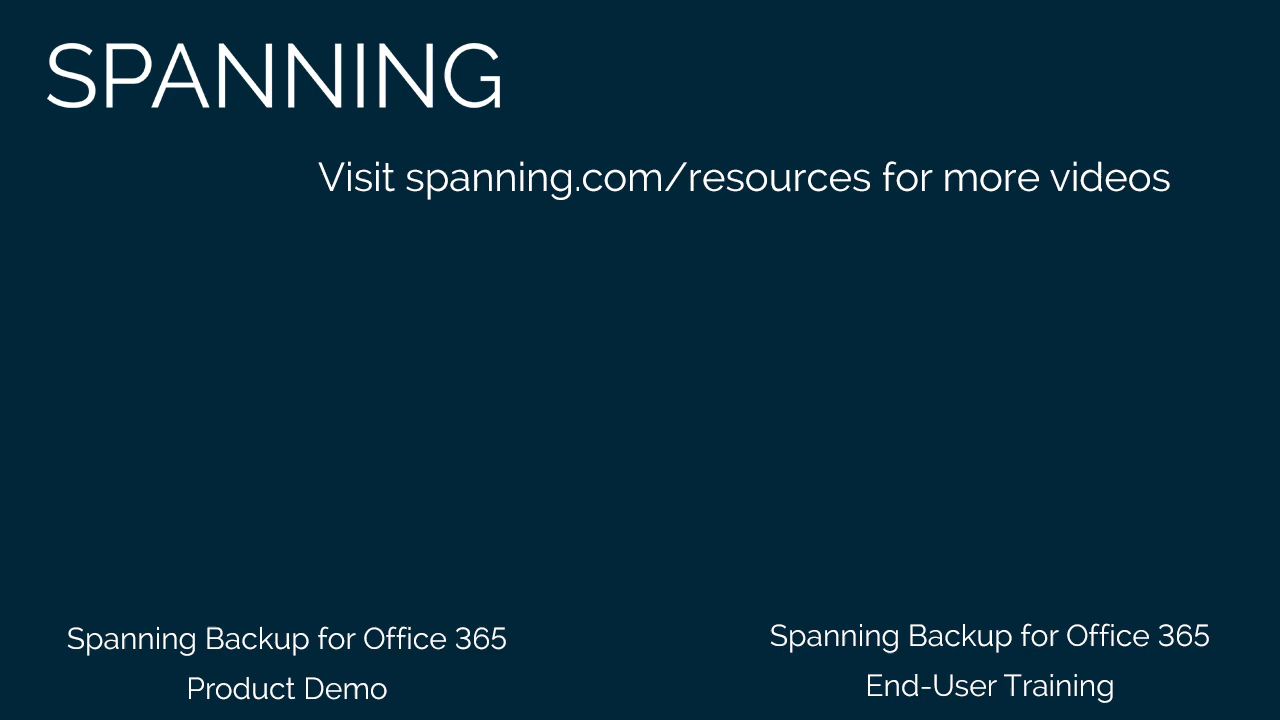 SPANNING
Visit spanning.com/resources for more videos
Spanning Backup for Office 365
Product Demo
Spanning Backup for Office 365
End-User Training